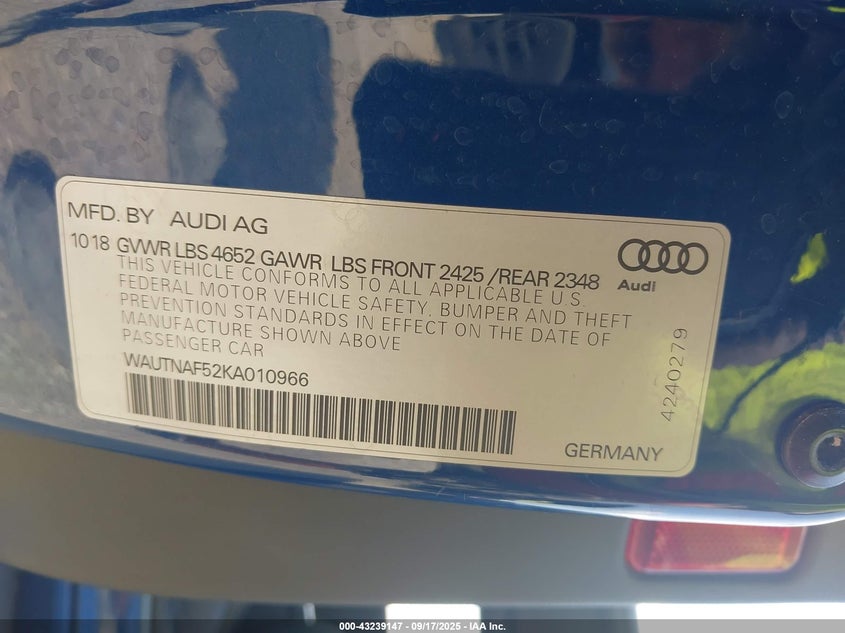 MFD. BY AUDI AG
1018 GVWR LBS 4652 GAWR LBS FRONT 2425 /REAR 2348
THIS VEHICLE CONFORMS TO ALL APPLICABLE U.S.
FEDERAL MOTOR VEHICLE SAFETY, BUMPER AND THEFT
PREVENTION STANDARDS IN EFFECT ON THE DATE OF
MANUFACTURE SHOWN ABOVE
PASSENGER CAR
WAUTNAF52KA010966
Audi
4240279
GERMANY
000-43239147 - 09/17/2025 - IAA Inc.